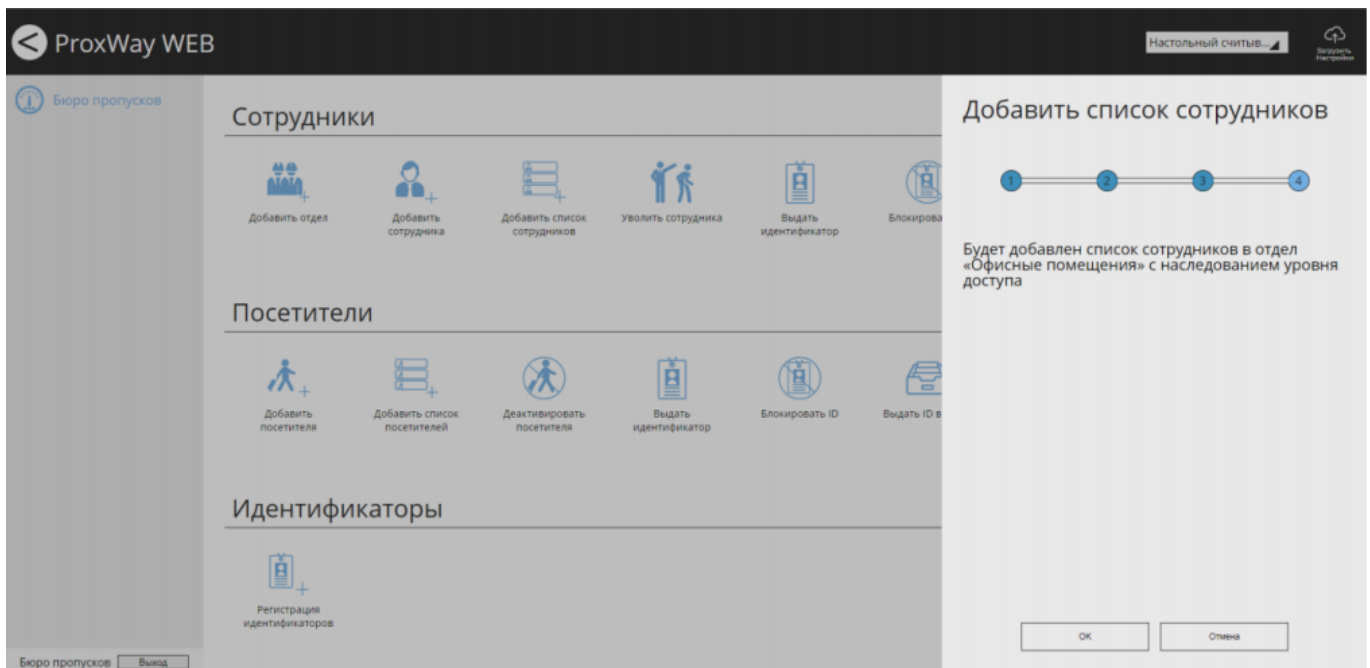 ProxWay WEB
Настольный считыв...
Загрузить
Настройки
Бюро пропусков
Сотрудники
Добавить отдел
Добавить
сотрудника
Добавить список
сотрудников
Уволить сотрудника
Выдать
идентификатор
Блокирова
Посетители
Добавить
посетителя
Добавить список
посетителей
Деактивировать
посетителя
Выдать
идентификатор
Блокировать ID
Выдать ID в
Идентификаторы
Регистрация
идентификаторов
Бюро пропусков
Выход
Добавить список сотрудников
1 2 3 4
Будет добавлен список сотрудников в отдел
«Офисные помещения» с наследованием уровня
доступа
ОК
Отмена